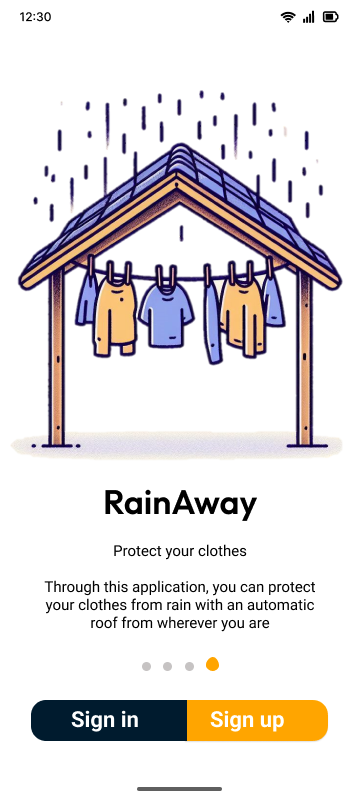 12:30
RainAway
Protect your clothes
Through this application, you can protect
your clothes from rain with an automatic
roof from wherever you are
Sign in
Sign up